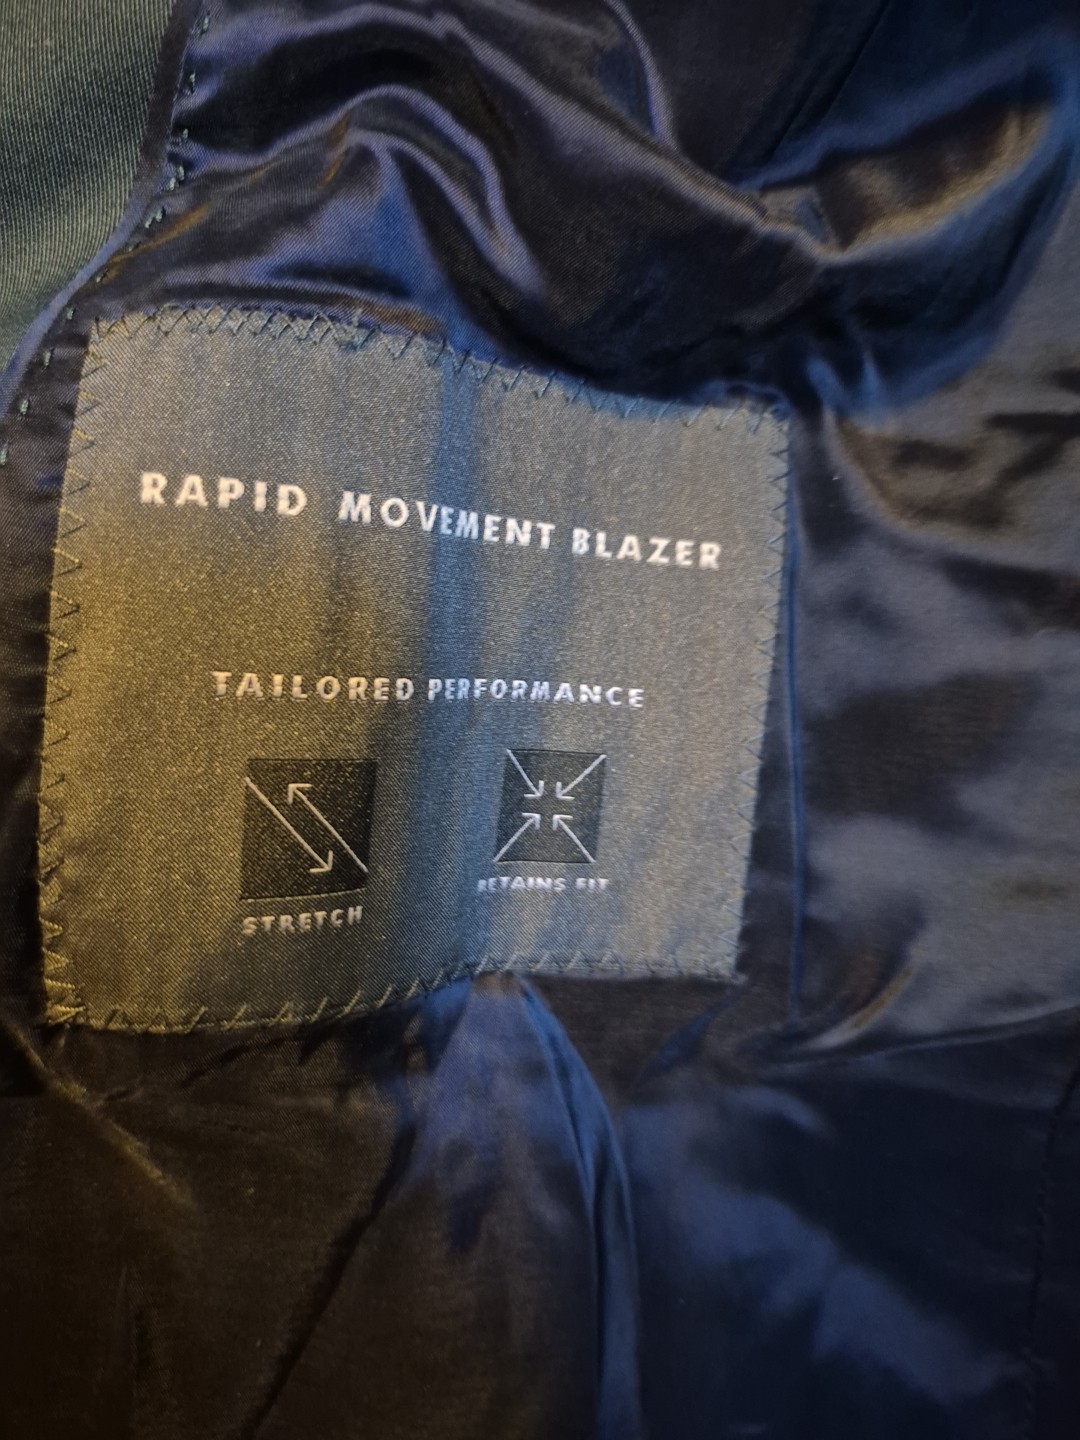 RAPID MOVEMENT BLAZER
TAILORED PERFORMANCE
STRETCH
RETAINS FIT